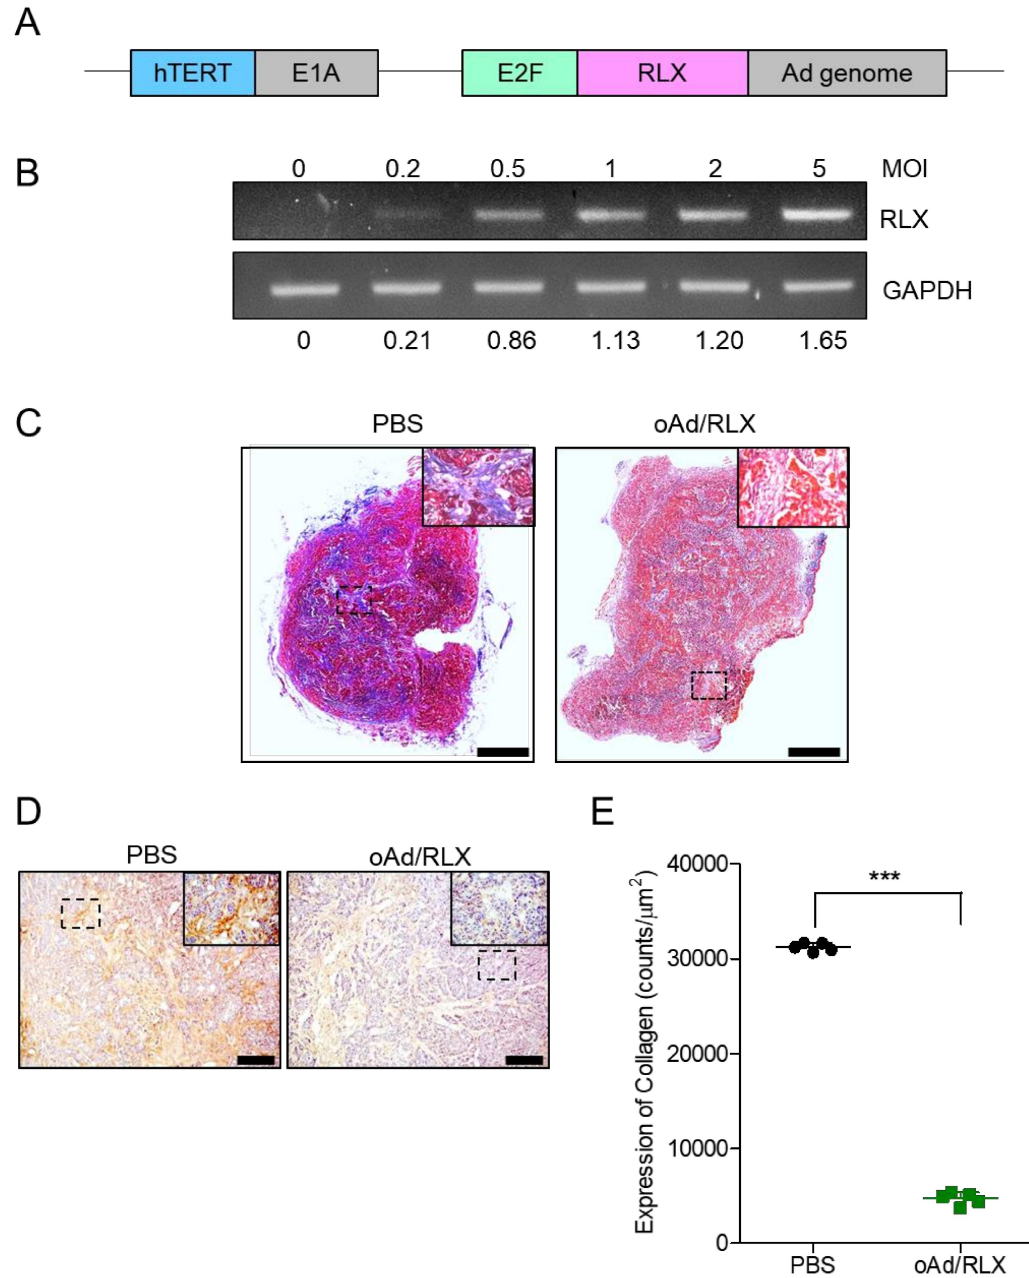 A
hTERT E1A E2F RLX Ad genome
B
0 0.2 0.5 1 2 5 MOI
RLX
GAPDH
0 0.21 0.86 1.13 1.20 1.65
C
PBS oAd/RLX
D
PBS oAd/RLX
E
Expression of Collagen (counts/μm²)
40000
30000
20000
10000
0
***
PBS oAd/RLX